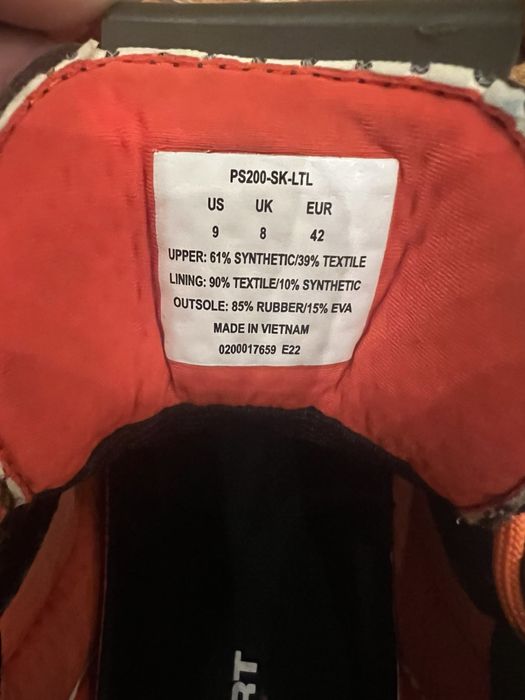 PS200-SK-LTL
US UK EUR
9 8 42
UPPER: 61% SYNTHETIC/39% TEXTILE
LINING: 90% TEXTILE/10% SYNTHETIC
OUTSOLE: 85% RUBBER/15% EVA
MADE IN VIETNAM
0200017659 E22
RT